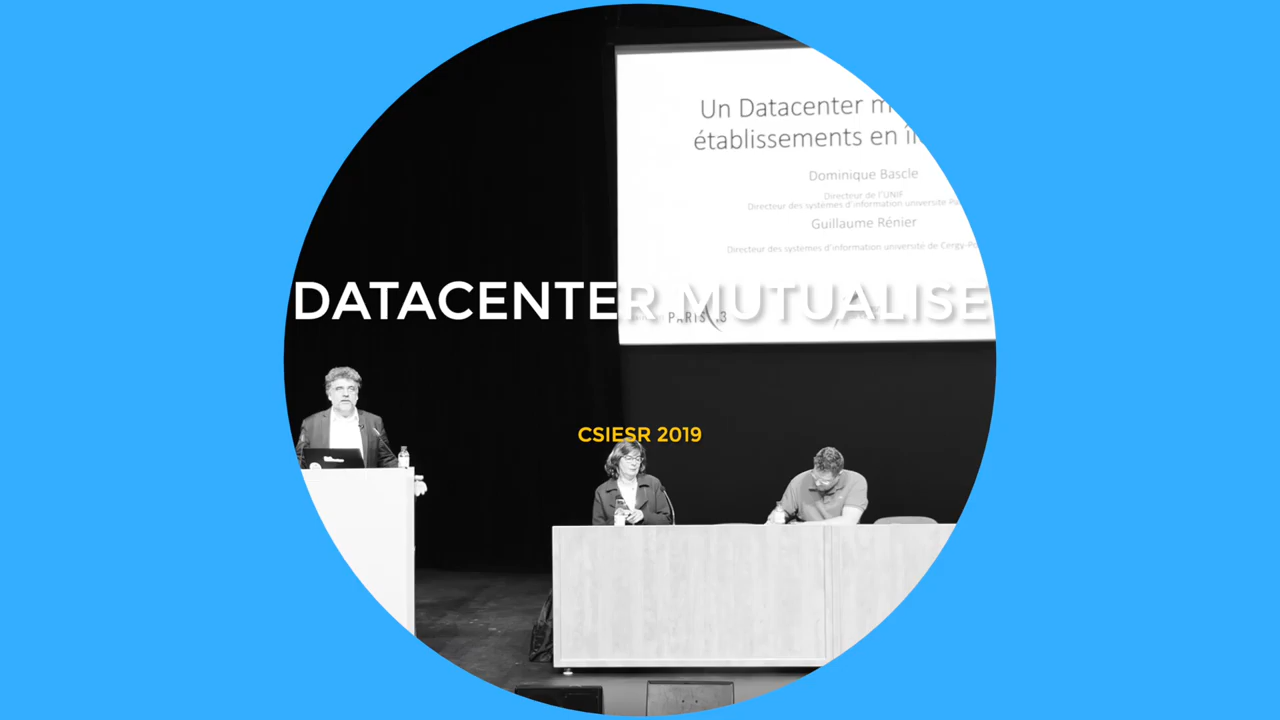 Un Datacenter
établissements en
Dominique Bascle
Directeur de l'UNIF
Directeur des systèmes d'information université
Guillaume Rénier
Directeur des systèmes d'information université de
DATACENTER MUTUALISE
PARIS 13
CSIESR 2019